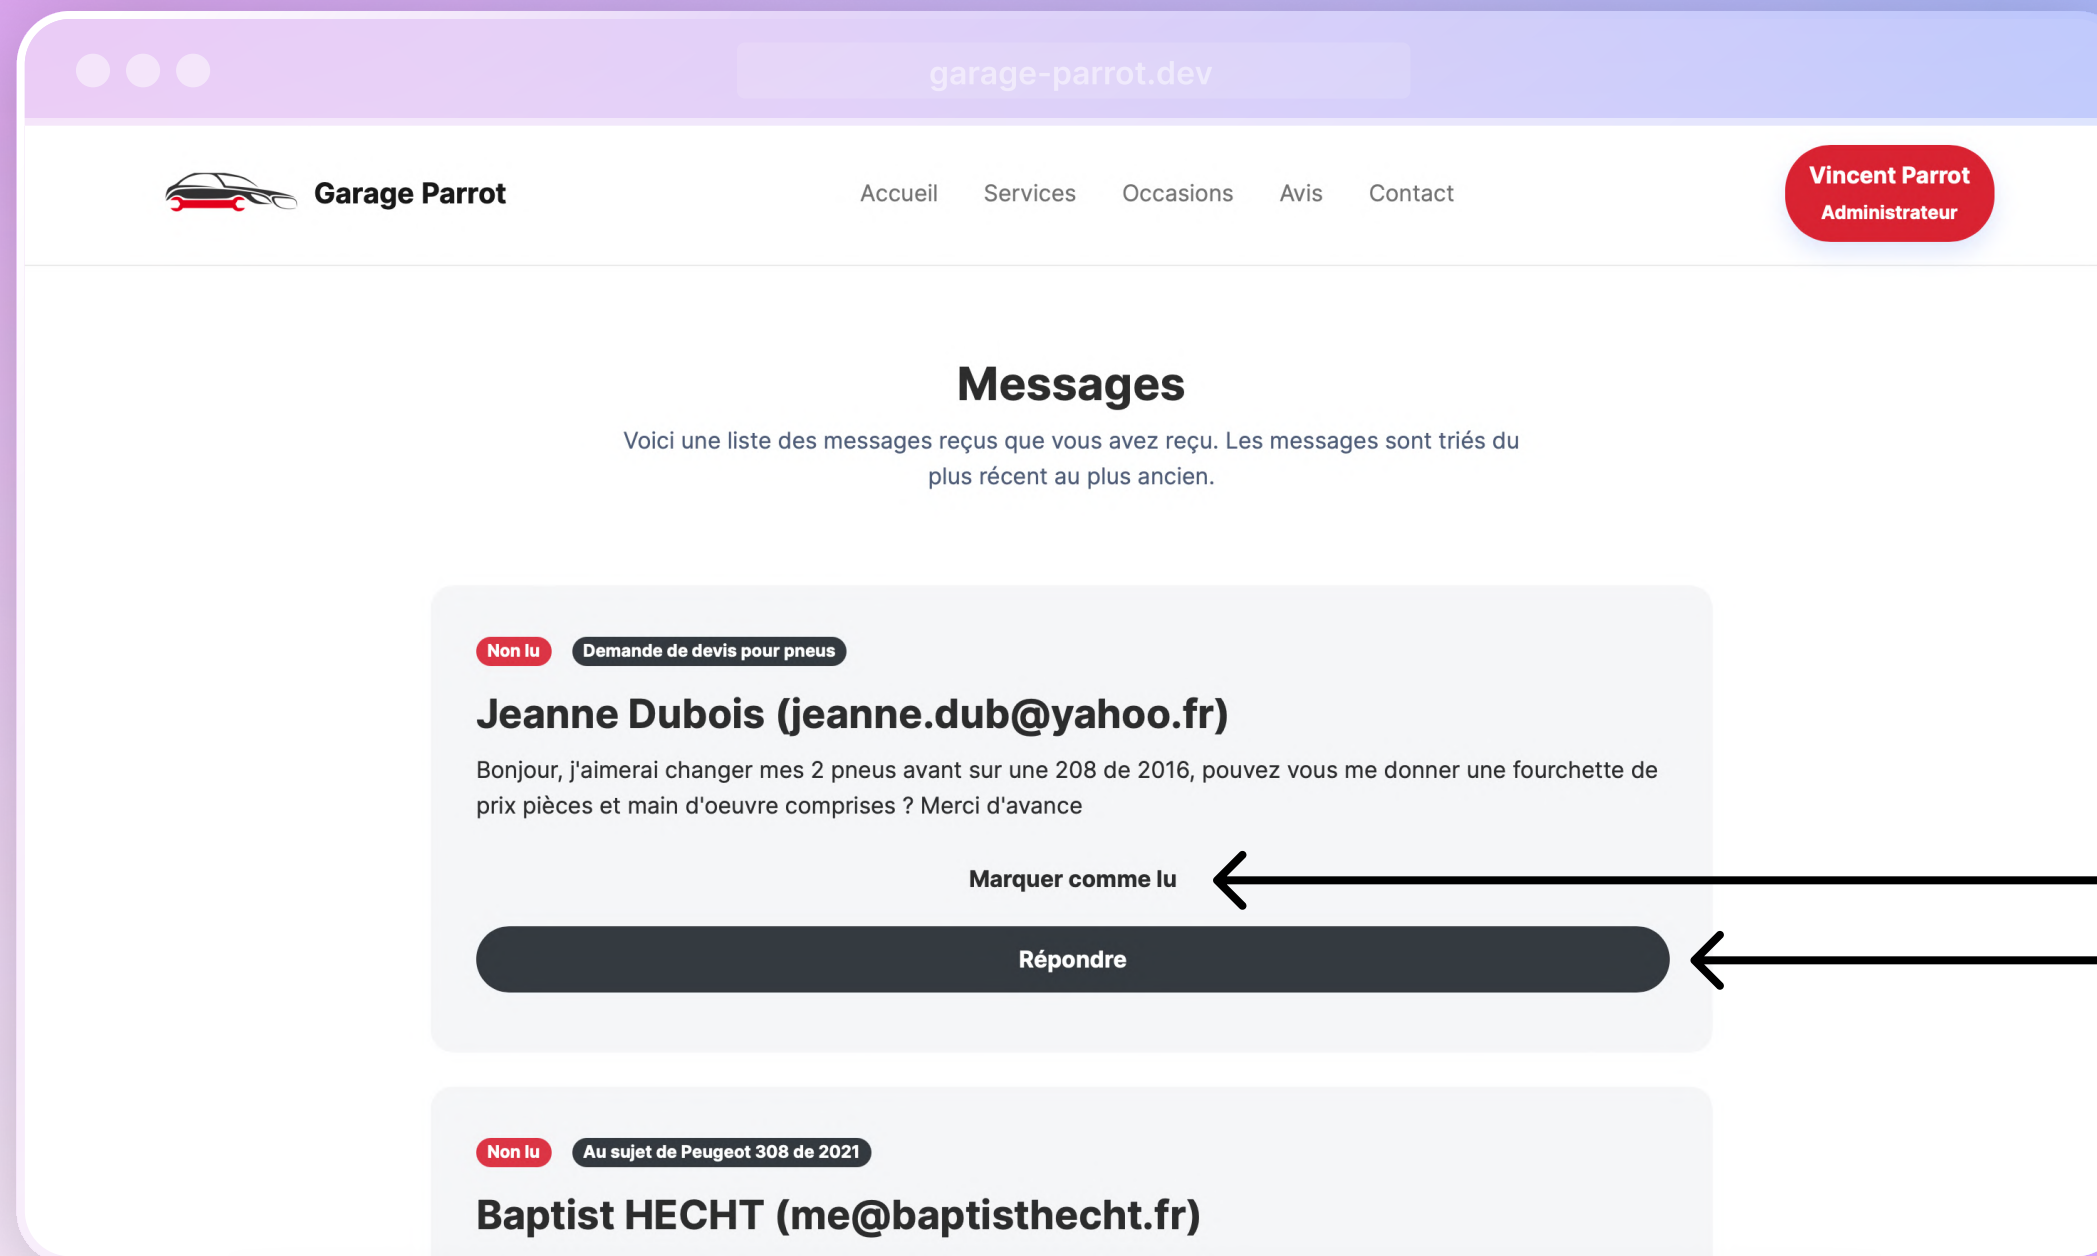 garage-parrot.dev
Garage Parrot
Accueil
Services
Occasions
Avis
Contact
Vincent Parrot
Administrateur
Messages
Voici une liste des messages reçus que vous avez reçu. Les messages sont triés du
plus récent au plus ancien.
Non lu
Demande de devis pour pneus
Jeanne Dubois (jeanne.dub@yahoo.fr)
Bonjour, j'aimerai changer mes 2 pneus avant sur une 208 de 2016, pouvez vous me donner une fourchette de
prix pièces et main d'oeuvre comprises ? Merci d'avance
Marquer comme lu
Répondre
Non lu
Au sujet de Peugeot 308 de 2021
Baptist HECHT (me@baptisthecht.fr)